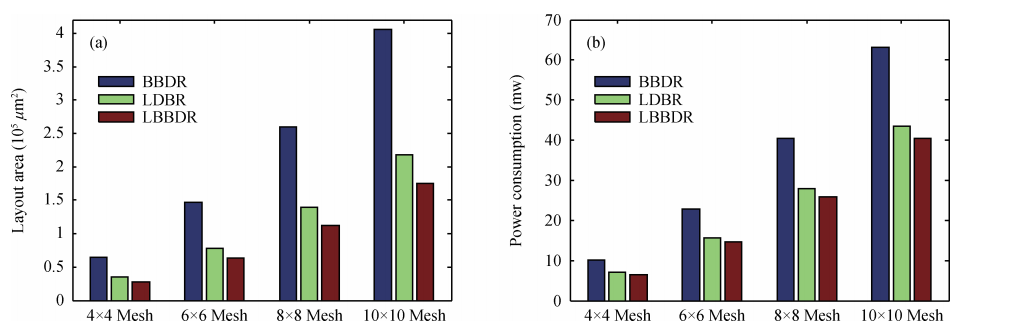 (a)
BBDR
LDBR
LBBDR
Layout area (10⁵ μm²)
4
3.5
3
2.5
2
1.5
1
0.5
0
4×4 Mesh 6×6 Mesh 8×8 Mesh 10×10 Mesh
(b)
BBDR
LDBR
LBBDR
Power consumption (mw)
70
60
50
40
30
20
10
0
4×4 Mesh 6×6 Mesh 8×8 Mesh 10×10 Mesh